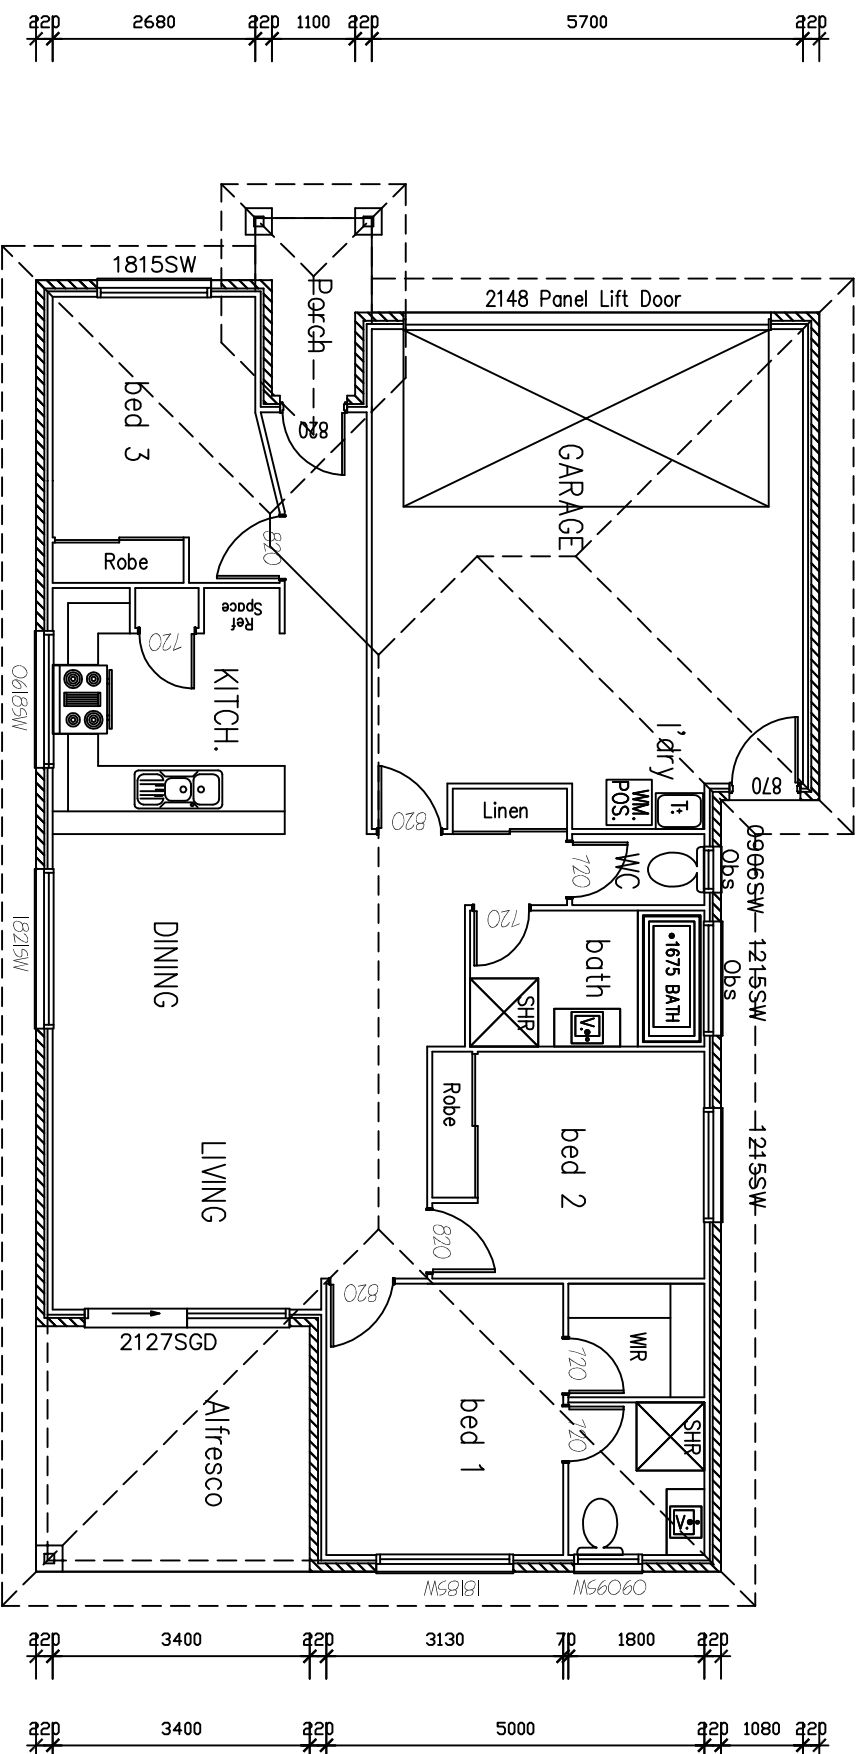 220 2680 220 1100 220 5700 220
1815SW
2148 Panel Lift Door
Porch
820
bed 3
GARAGE
820
Robe
Ref
Space
720
KITCH.
0618SW
l'dry
870
WM.
POS.
T:
Linen
820
WC
720
Obs
0906SW
720
bath
1675 BATH
Obs
1215SW
SHR
V.
DINING
1821SW
Robe
bed 2
1215SW
LIVING
820
820
2127SGD
WIR
720
720
SHR
bed 1
Alfresco
V.
1818SW
0909SW
220 3400 220 3130 70 1800 220
220 3400 220 5000 220 1080 220